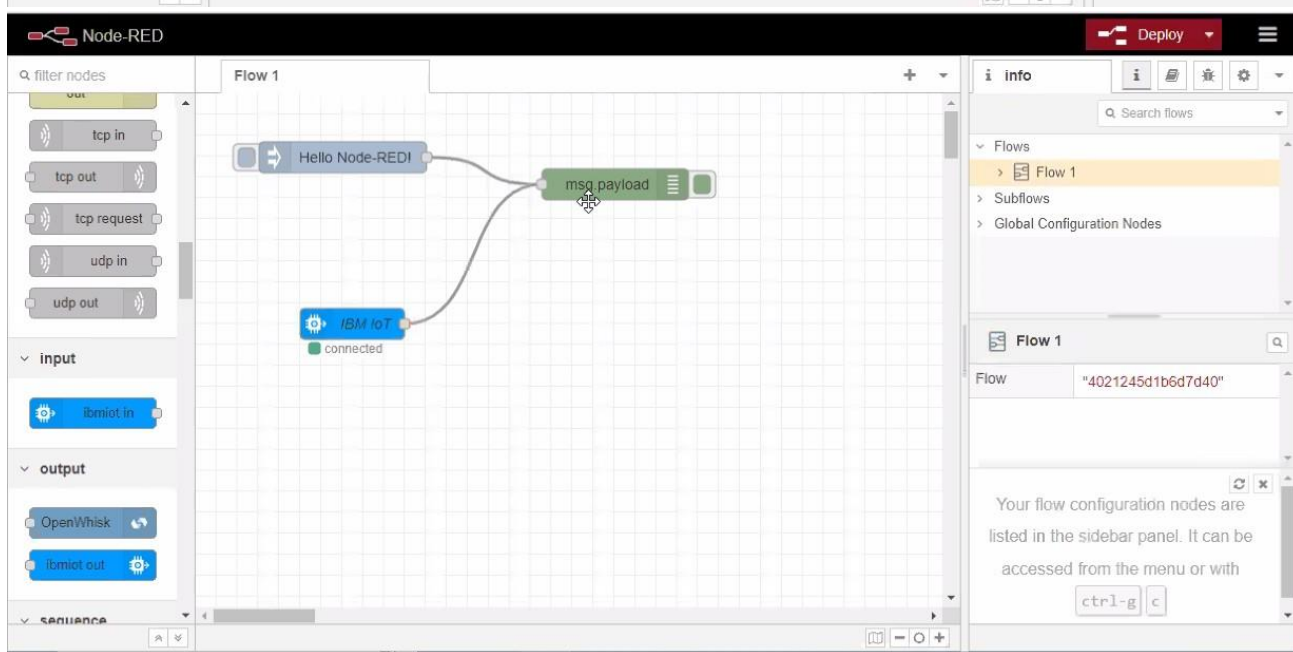 Node-RED
Deploy
filter nodes
out
tcp in
tcp out
tcp request
udp in
udp out
input
ibmiot in
output
OpenWhisk
ibmiot out
sequence
Flow 1
Hello Node-RED!
msg.payload
IBM IoT
connected
i info
i
Search flows
Flows
Flow 1
Subflows
Global Configuration Nodes
Flow 1
Flow "4021245d1b6d7d40"
Your flow configuration nodes are
listed in the sidebar panel. It can be
accessed from the menu or with
ctrl-g c